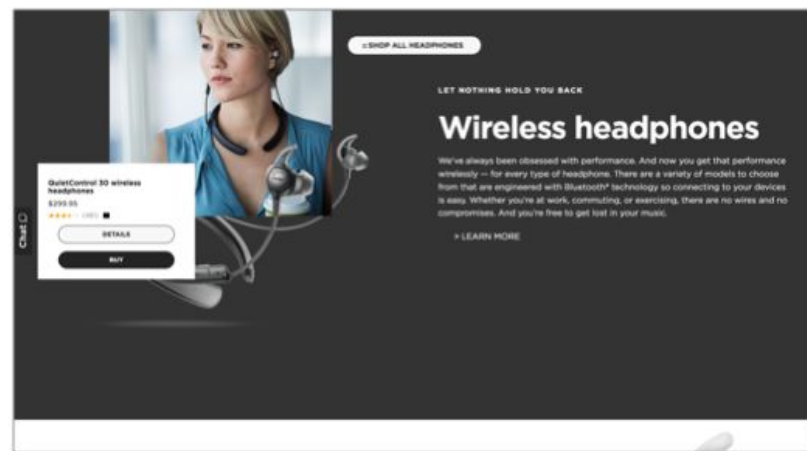 SHOP ALL HEADPHONES
LET NOTHING HOLD YOU BACK
Wireless headphones
We've always been obsessed with performance. And now you get that performance
wirelessly — for every type of headphone. There are a variety of models to choose
from that are engineered with Bluetooth® technology so connecting to your devices
is easy. Whether you're at work, commuting, or exercising, there are no wires and no
compromises. And you're free to get lost in your music.
> LEARN MORE
QuietControl 30 wireless
headphones
$299.95
DETAILS
BUY
Chat